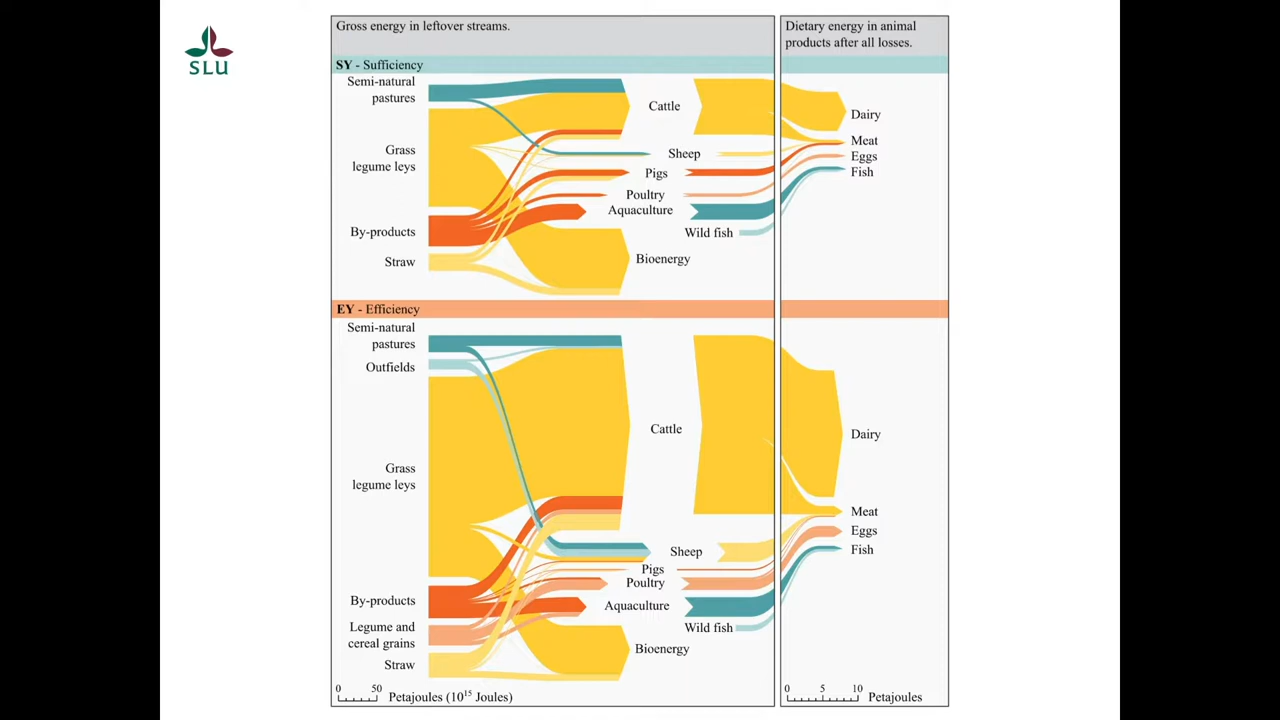 SLU
Gross energy in leftover streams.
Dietary energy in animal
products after all losses.
SY - Sufficiency
Semi-natural
pastures
Grass
legume leys
By-products
Straw
Cattle
Sheep
Pigs
Poultry
Aquaculture
Wild fish
Bioenergy
Dairy
Meat
Eggs
Fish
EY - Efficiency
Semi-natural
pastures
Outfields
Grass
legume leys
By-products
Legume and
cereal grains
Straw
Cattle
Sheep
Pigs
Poultry
Aquaculture
Wild fish
Bioenergy
Dairy
Meat
Eggs
Fish
0 50 Petajoules (10¹⁵ Joules)
0 5 10 Petajoules